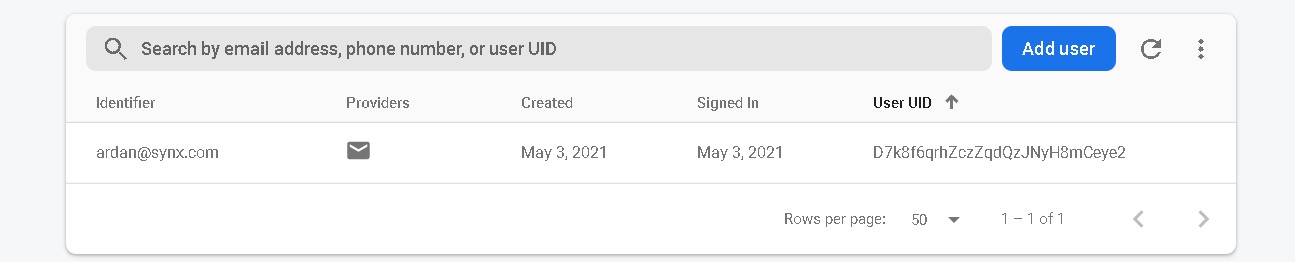 Search by email address, phone number, or user UID Add user
Identifier Providers Created Signed In User UID
ardan@synx.com May 3, 2021 May 3, 2021 D7k8f6qrhZczZqdQzJNyH8mCeye2
Rows per page: 50 1 – 1 of 1